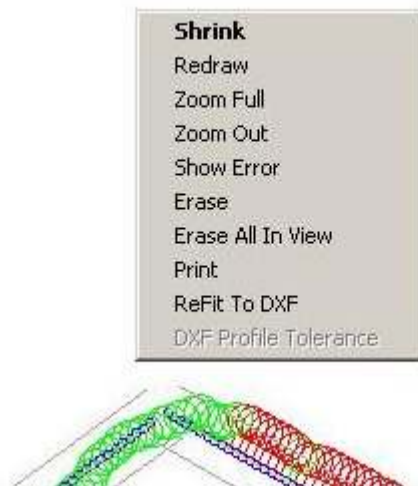 Shrink
Redraw
Zoom Full
Zoom Out
Show Error
Erase
Erase All In View
Print
ReFit To DXF
DXF Profile Tolerance